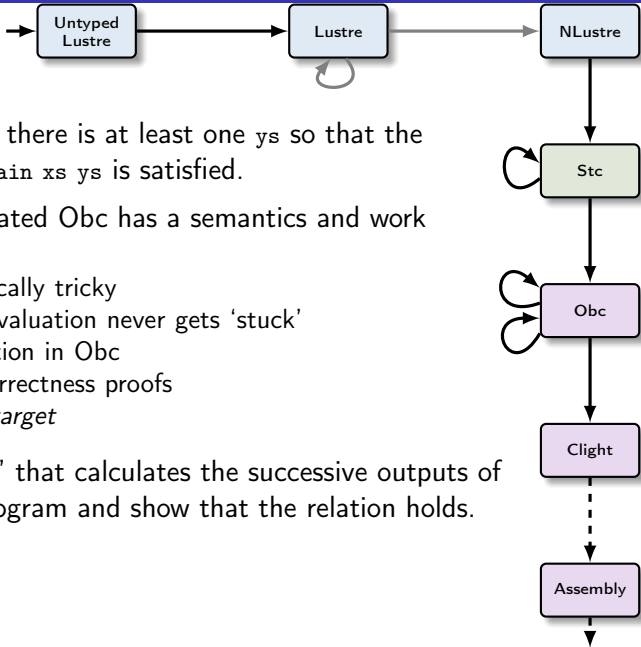 Untyped
Lustre
Lustre
NLustre
there is at least one ys so that the
ain xs ys is satisfied.
Stc
ated Obc has a semantics and work
cally tricky
valuation never gets ‘stuck’
tion in Obc
orrectness proofs
target
Obc
Clight
’ that calculates the successive outputs of
ogram and show that the relation holds.
Assembly